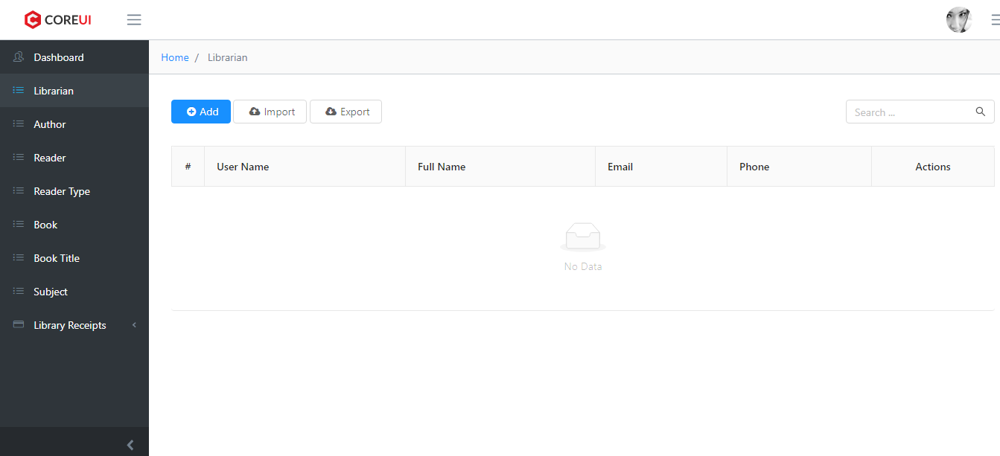 COREUI
Dashboard
Librarian
Author
Reader
Reader Type
Book
Book Title
Subject
Library Receipts
Home / Librarian
Add Import Export Search ...
# User Name Full Name Email Phone Actions
No Data